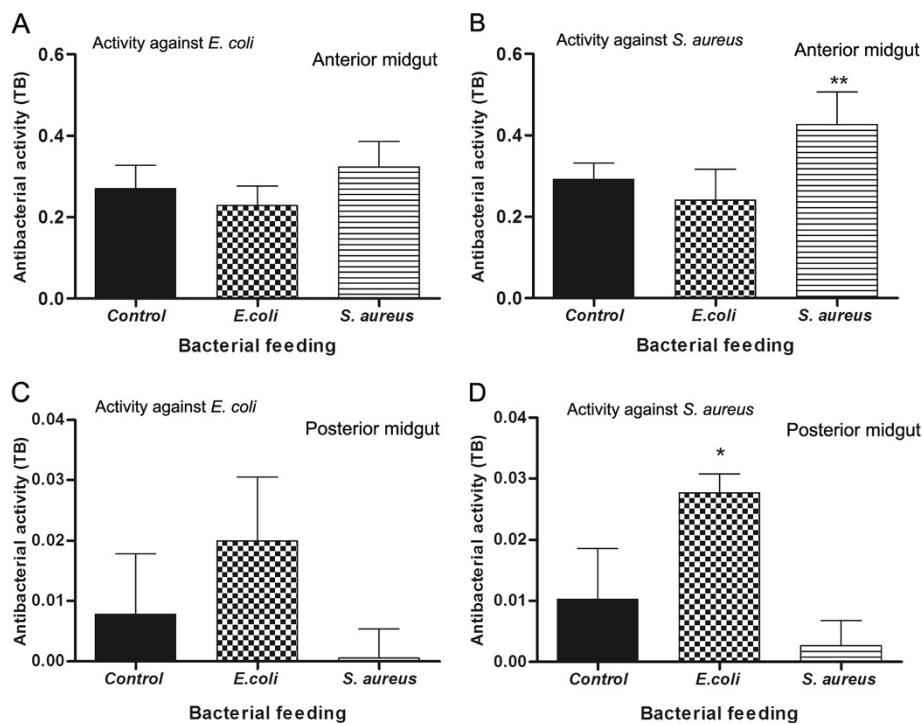 A
Activity against E. coli
Anterior midgut
Antibacterial activity (TB)
0.6
0.4
0.2
0.0
Control
E.coli
S. aureus
Bacterial feeding
B
Activity against S. aureus
Anterior midgut
**
Antibacterial activity (TB)
0.6
0.4
0.2
0.0
Control
E.coli
S. aureus
Bacterial feeding
C
Activity against E. coli
Posterior midgut
Antibacterial activity (TB)
0.04
0.03
0.02
0.01
0.00
Control
E.coli
S. aureus
Bacterial feeding
D
Activity against S. aureus
Posterior midgut
*
Antibacterial activity (TB)
0.04
0.03
0.02
0.01
0.00
Control
E.coli
S. aureus
Bacterial feeding